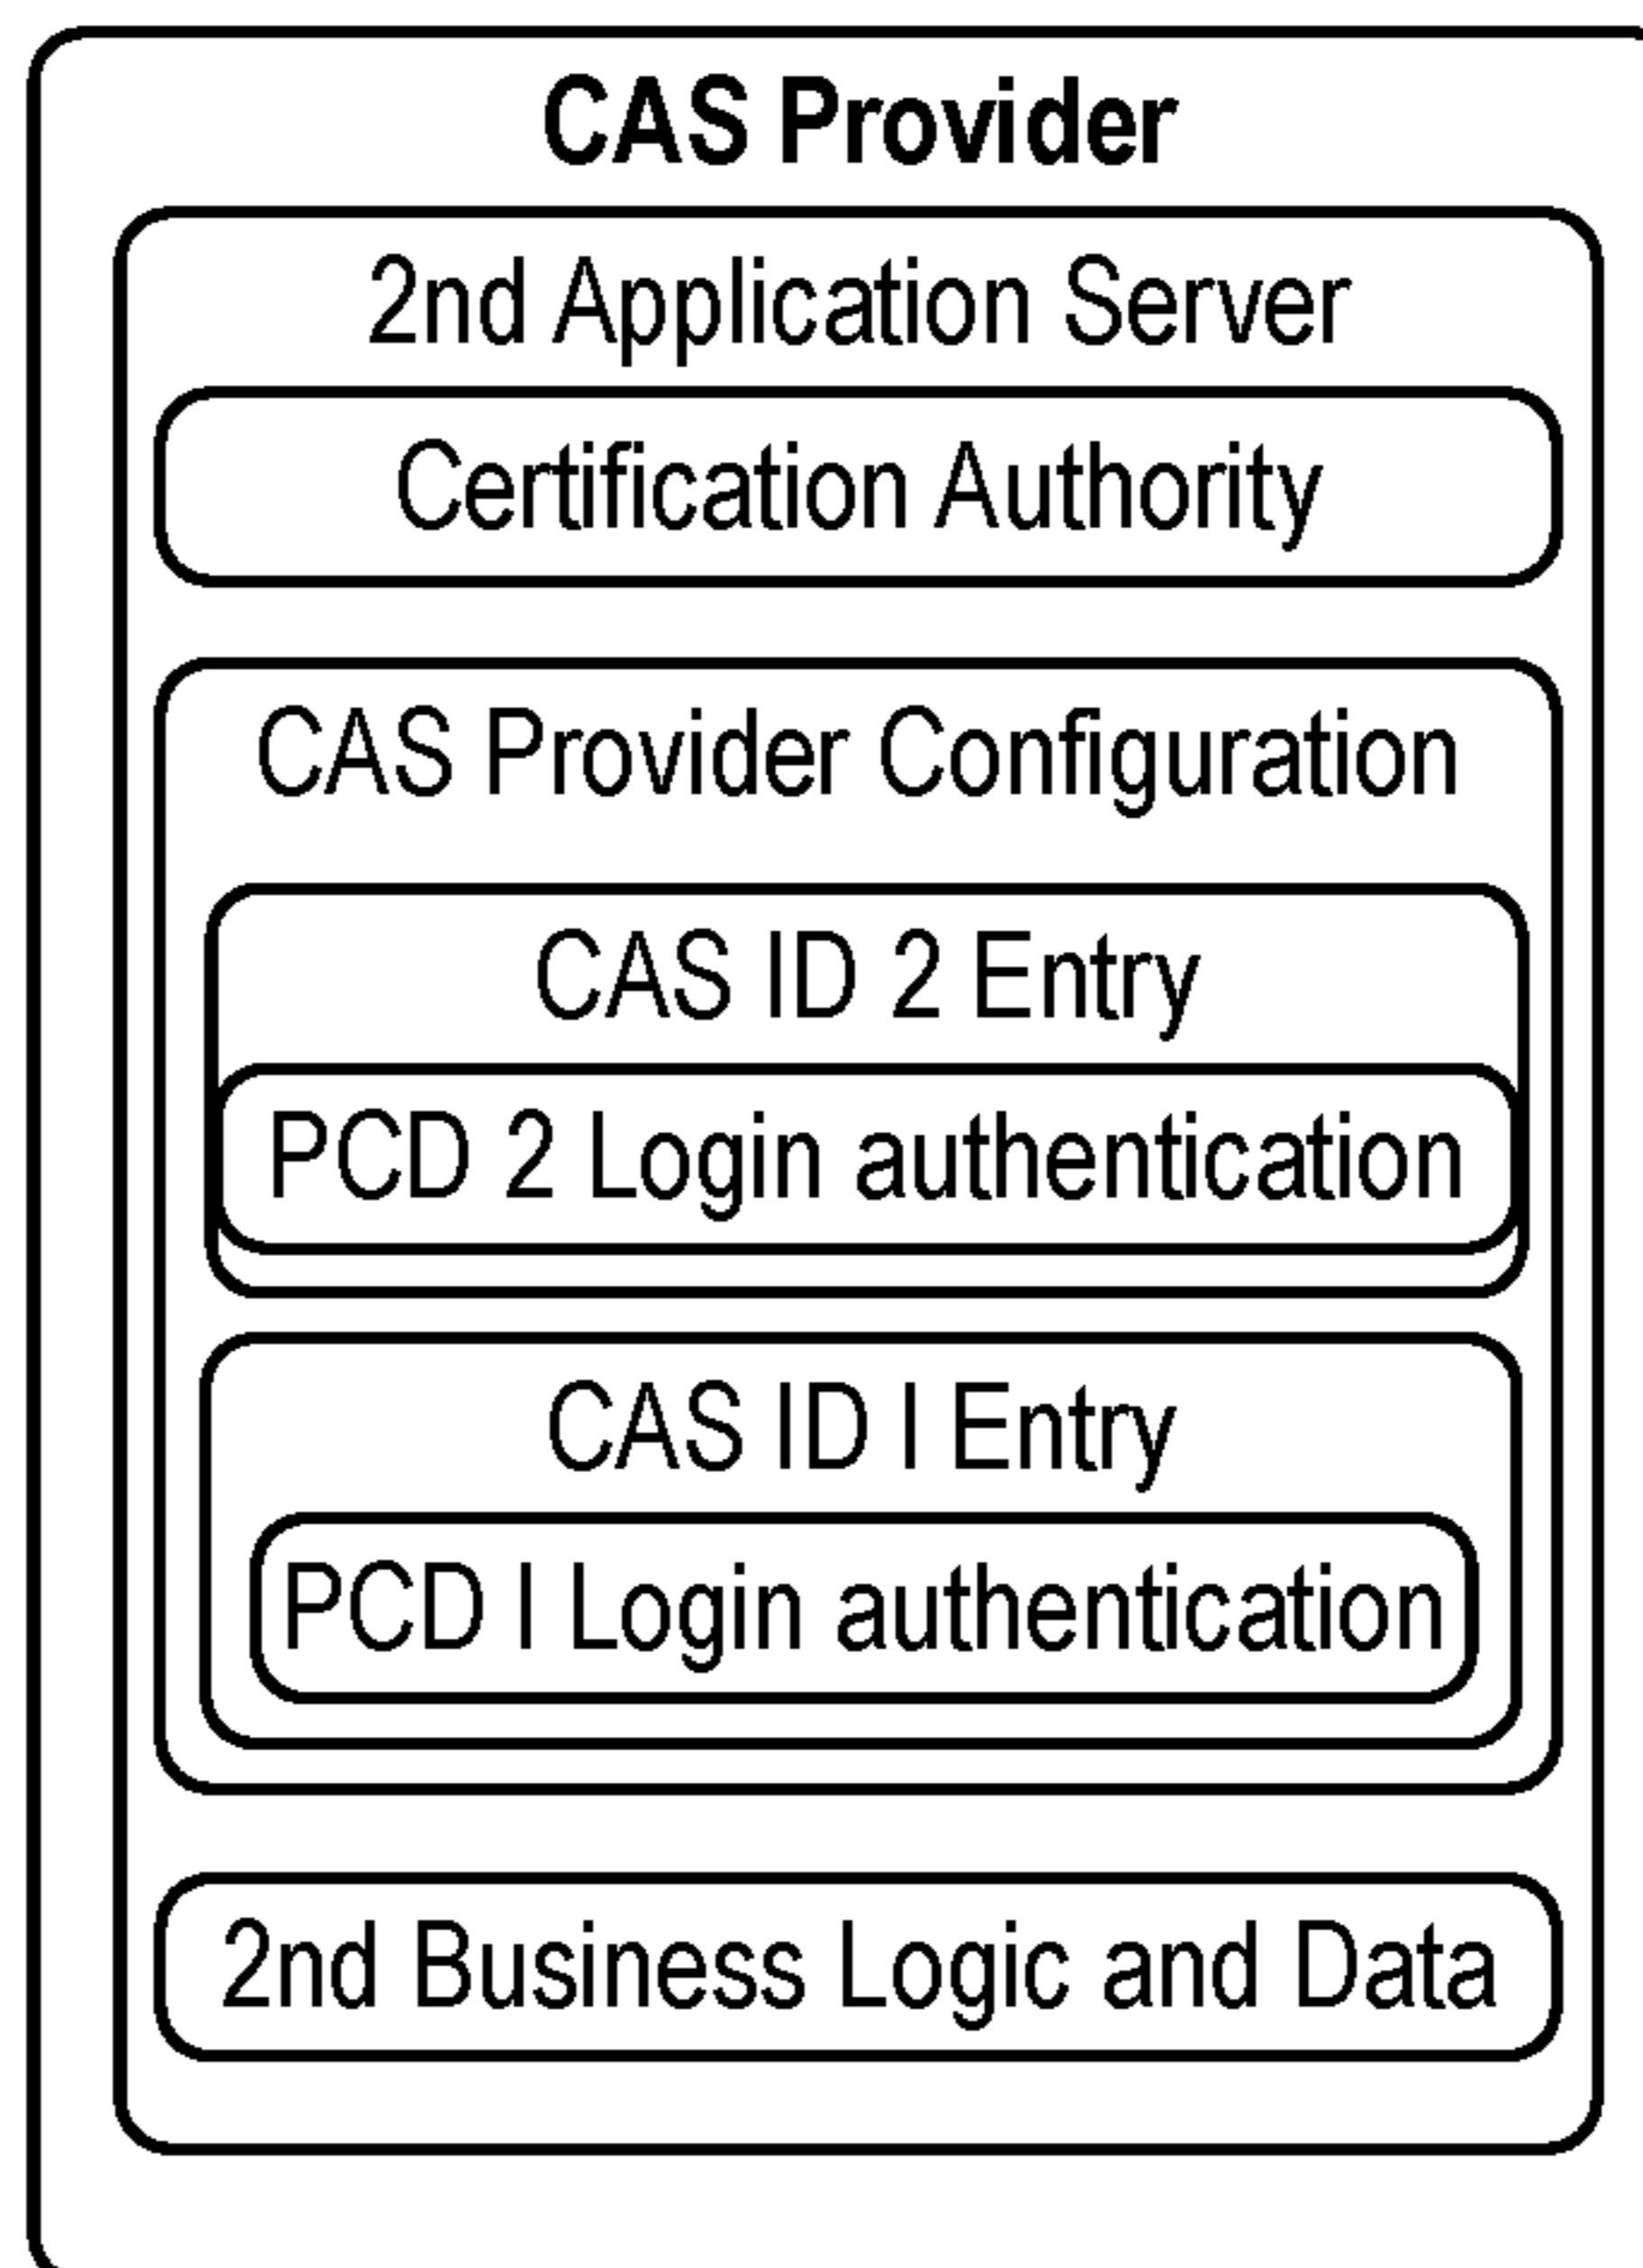 CAS Provider
2nd Application Server
Certification Authority
CAS Provider Configuration
CAS ID 2 Entry
PCD 2 Login authentication
CAS ID I Entry
PCD I Login authentication
2nd Business Logic and Data